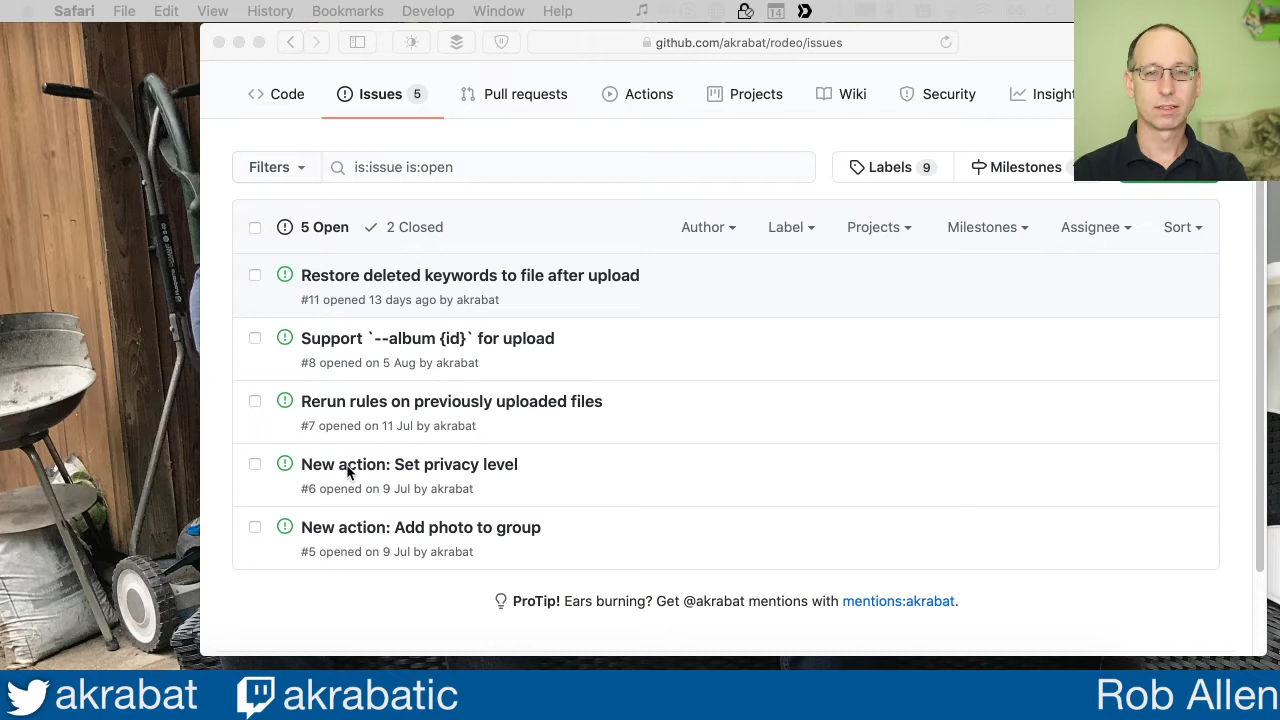 Safari File Edit View History Bookmarks Develop Window Help 14
github.com/akrabat/rodeo/issues
Code Issues 5 Pull requests Actions Projects Wiki Security Insight
Filters is:issue is:open Labels 9 Milestones
5 Open 2 Closed Author Label Projects Milestones Assignee Sort
Restore deleted keywords to file after upload
#11 opened 13 days ago by akrabat
Support `--album {id}` for upload
#8 opened on 5 Aug by akrabat
Rerun rules on previously uploaded files
#7 opened on 11 Jul by akrabat
New action: Set privacy level
#6 opened on 9 Jul by akrabat
New action: Add photo to group
#5 opened on 9 Jul by akrabat
ProTip! Ears burning? Get @akrabat mentions with mentions:akrabat.
akrabat akrabatic Rob Allen